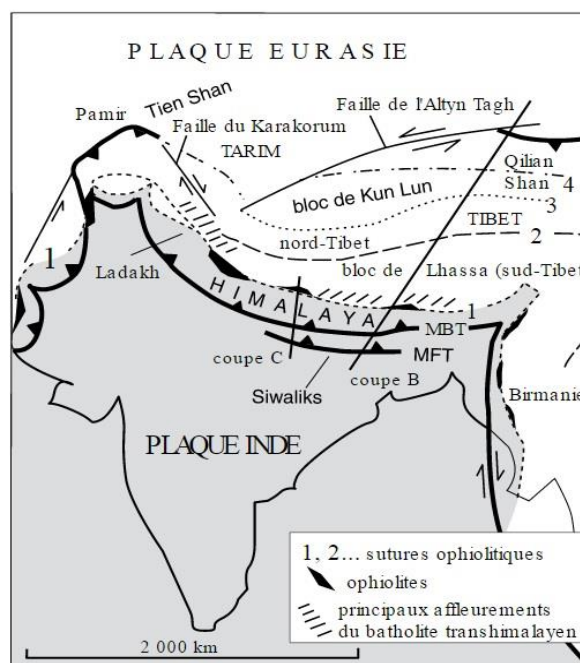 PLAQUE EURASIE
Tien Shan
Pamir
Faille de l'Altyn Tagh
Faille du Karakorum
TARIM
Qilian
Shan 4
bloc de Kun Lun
3
TIBET
nord-Tibet
2
1
Ladakh
bloc de Lhassa (sud-Tibet
HIMALAYA
1
MBT
coupe C
MFT
coupe B
Siwaliks
Birmanie
PLAQUE INDE
1, 2... sutures ophiolitiques
ophiolites
principaux affleurements
du batholite transhimalayen
2 000 km